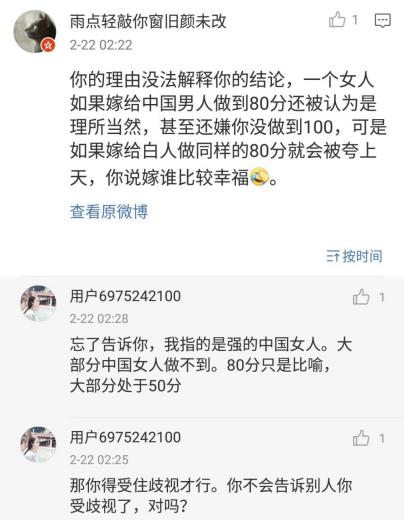 雨点轻敲你窗旧颜未改
1
2-22 02:22
你的理由没法解释你的结论，一个女人
如果嫁给中国男人做到80分还被认为是
理所当然，甚至还嫌你没做到100，可是
如果嫁给白人做同样的80分就会被夸上
天，你说嫁谁比较幸福🤣。
查看原微博
按时间
用户6975242100
1
2-22 02:28
忘了告诉你，我指的是强的中国女人。大
部分中国女人做不到。80分只是比喻，
大部分处于50分
用户6975242100
1
2-22 02:25
那你得受住歧视才行。你不会告诉别人你
受歧视了，对吗？